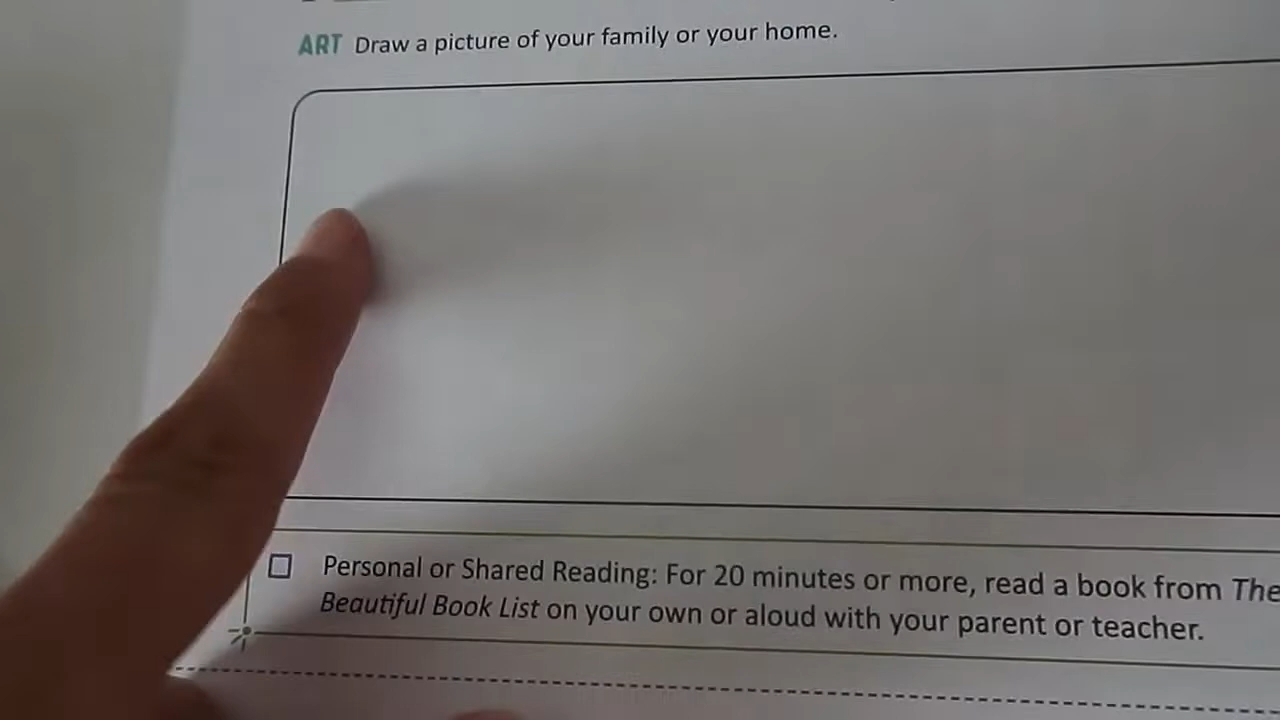 ART Draw a picture of your family or your home.
Personal or Shared Reading: For 20 minutes or more, read a book from The
Beautiful Book List on your own or aloud with your parent or teacher.